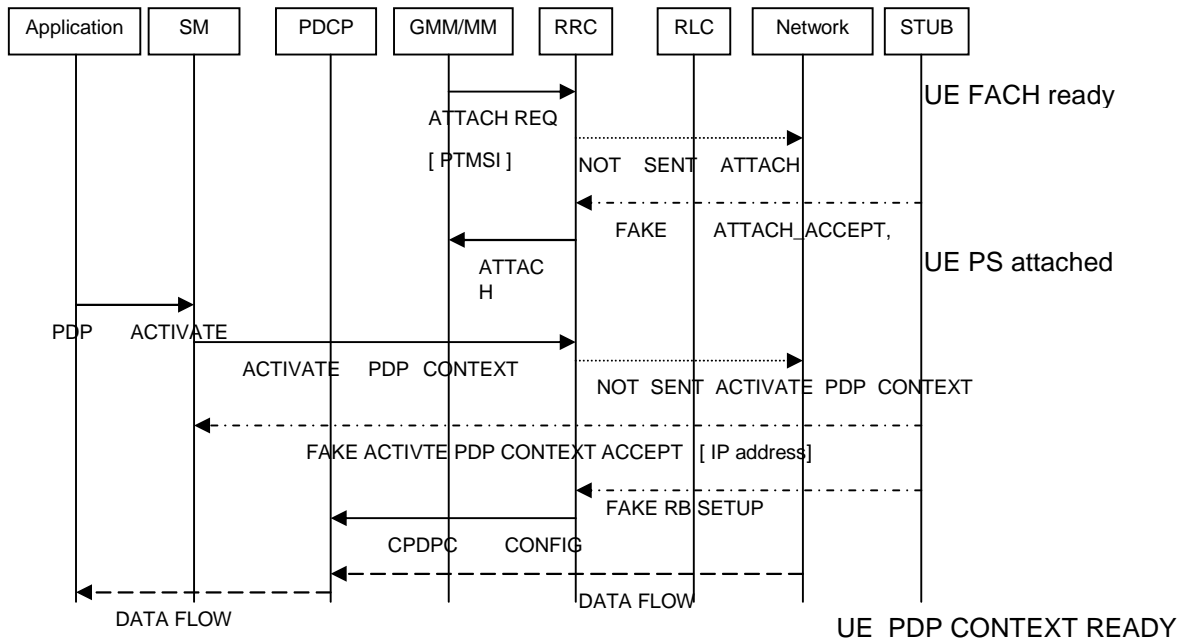 Application SM PDCP GMM/MM RRC RLC Network STUB
UE FACH ready
ATTACH REQ
[ PTMSI ]
NOT SENT ATTACH
FAKE ATTACH_ACCEPT,
ATTAC
H
UE PS attached
PDP ACTIVATE
ACTIVATE PDP CONTEXT
NOT SENT ACTIVATE PDP CONTEXT
FAKE ACTIVTE PDP CONTEXT ACCEPT [ IP address]
FAKE RB SETUP
CPDPC CONFIG
DATA FLOW
DATA FLOW
UE PDP CONTEXT READY